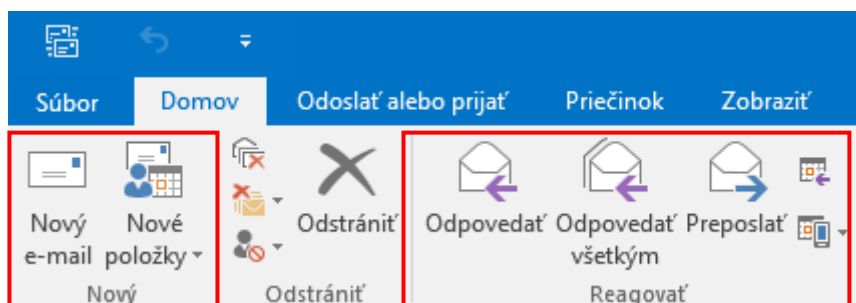 Súbor Domov Odoslať alebo prijať Priečinok Zobraziť
Nový
e-mail
Nové
položky
Odstrániť
Odpovedať
Odpovedať
všetkým
Preposlať
Nový Odstrániť Reagovať